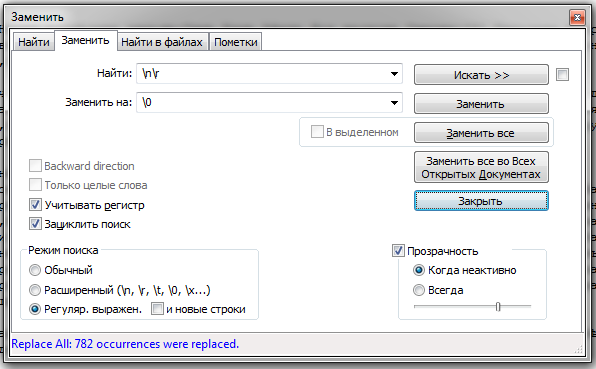 Заменить
Найти Заменить Найти в файлах Пометки
Найти: \n\r Искать >>
Заменить на: \0 Заменить
В выделенном Заменить все
Заменить все во Всех
Открытых Документах
Backward direction
Только целые слова
Закрыть
Учитывать регистр
Зациклить поиск
Режим поиска Прозрачность
Обычный Когда неактивно
Расширенный (\n, \r, \t, \0, \x...) Всегда
Регуляр. выражен. и новые строки
Replace All: 782 occurrences were replaced.